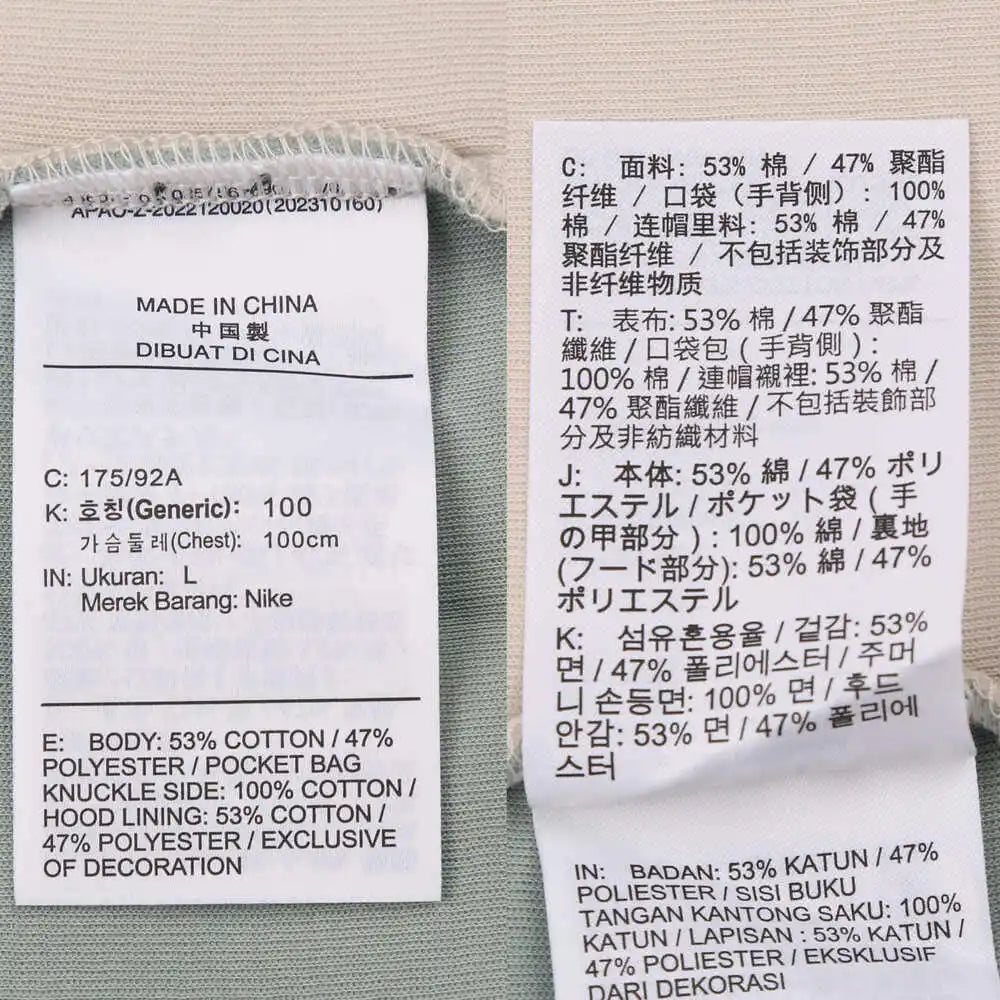 APAO-Z-2022120020(202310160)
MADE IN CHINA
中国製
DIBUAT DI CINA
C: 175/92A
K: 호칭(Generic): 100
가슴둘레(Chest): 100cm
IN: Ukuran: L
Merek Barang: Nike
E: BODY: 53% COTTON / 47%
POLYESTER / POCKET BAG
KNUCKLE SIDE: 100% COTTON /
HOOD LINING: 53% COTTON /
47% POLYESTER / EXCLUSIVE
OF DECORATION
C: 面料: 53% 棉 / 47% 聚酯
纤维 / 口袋（手背侧）: 100%
棉 / 连帽里料: 53% 棉 / 47%
聚酯纤维 / 不包括装饰部分及
非纤维物质
T: 表布: 53% 棉 / 47% 聚酯
纖維 / 口袋包 ( 手背側 ) :
100% 棉 / 連帽襯裡: 53% 棉 /
47% 聚酯纖維 / 不包括裝飾部
分及非紡織材料
J: 本体: 53% 綿 / 47% ポリ
エステル / ポケット袋 ( 手
の甲部分 ) : 100% 綿 / 裏地
(フード部分): 53% 綿 / 47%
ポリエステル
K: 섬유혼용율 / 겉감: 53%
면 / 47% 폴리에스터 / 주머
니 손등면: 100% 면 / 후드
안감: 53% 면 / 47% 폴리에
스터
IN: BADAN: 53% KATUN / 47%
POLIESTER / SISI BUKU
TANGAN KANTONG SAKU: 100%
KATUN / LAPISAN : 53% KATUN /
47% POLIESTER / EKSKLUSIF
DARI DEKORASI